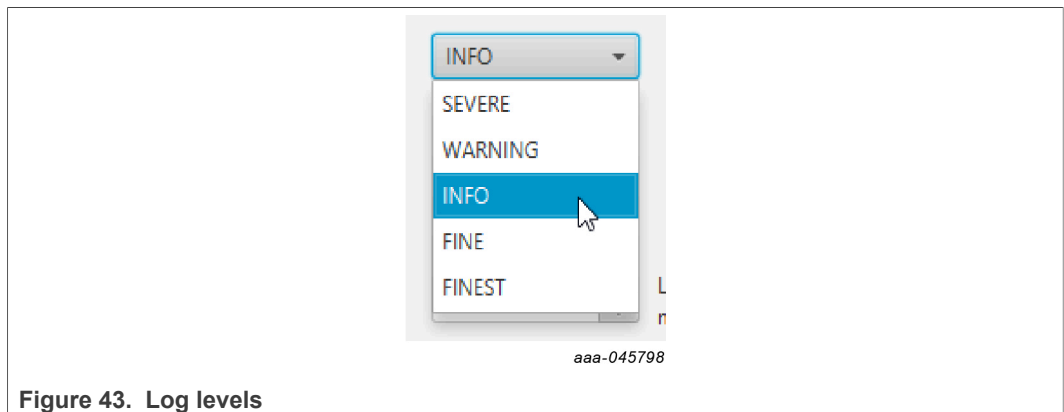 INFO
SEVERE
WARNING
INFO
FINE
FINEST
aaa-045798
Figure 43. Log levels